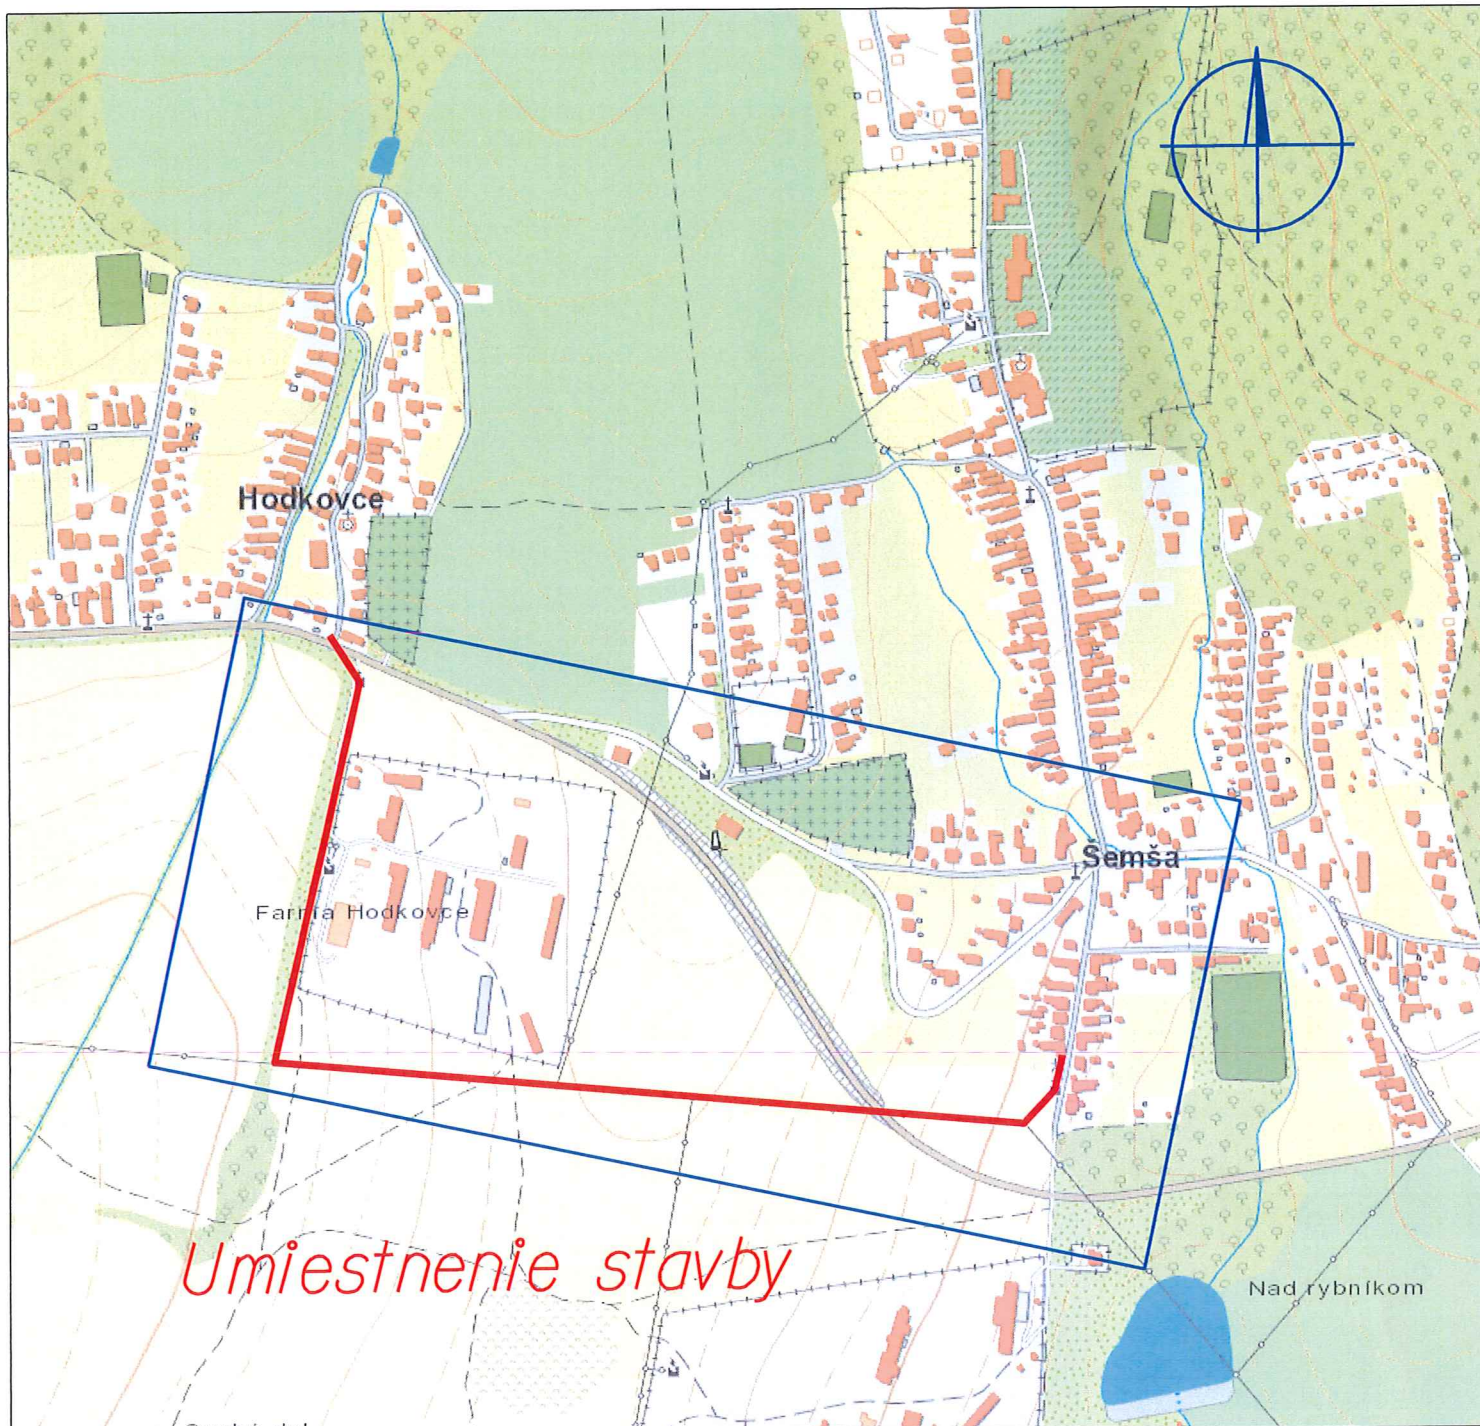 Hodkovce
Šemša
Farma Hodkovce
Umiestnenie stavby
Nad rybníkom